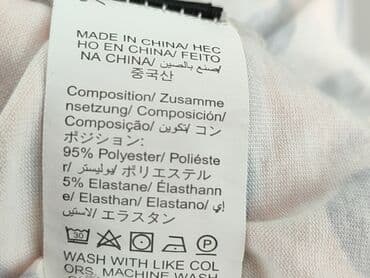 MADE IN CHINA/ HEC
HO EN CHINA/ FEITO
NA CHINA/ صنع بالصين/
중국산
Composition/ Zusamme
nsetzung/ Composición/
Composição/ تكوين/ コン
ポジション:
95% Polyester/ Poliéste
r/ بوليستر/ ポリエステル
5% Elastane/ Élasthann
e/ Elasthan/ Elastano/ إي
لاستين/ エラスタン
30
P
WASH WITH LIKE COL
ORS, MACHINE WASH